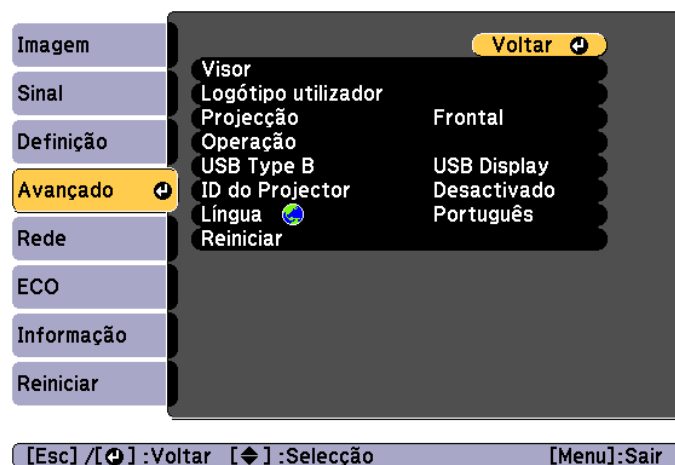 Imagem
Sinal
Definição
Avançado
Rede
ECO
Informação
Reiniciar
Voltar
Visor
Logótipo utilizador
Projecção Frontal
Operação
USB Type B USB Display
ID do Projector Desactivado
Língua Português
Reiniciar
[Esc] /[ ] :Voltar [ ] :Selecção [Menu]:Sair